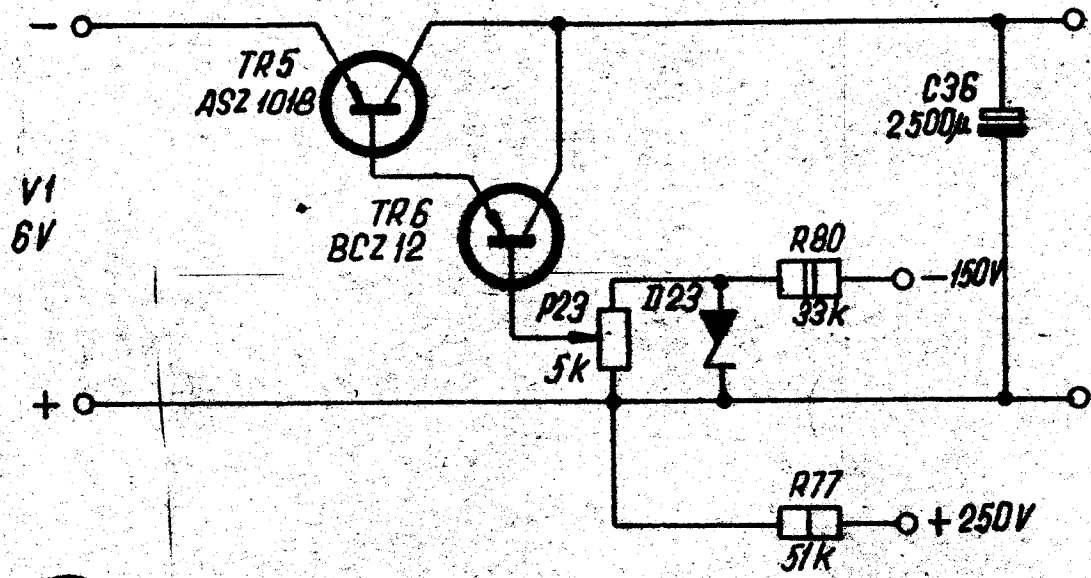 −
TR5
ASZ 1018
C36
2500µ
V1
6V
TR6
BCZ 12
R80
33k
−150V
P23
5k
D23
+
R77
51k
+250V